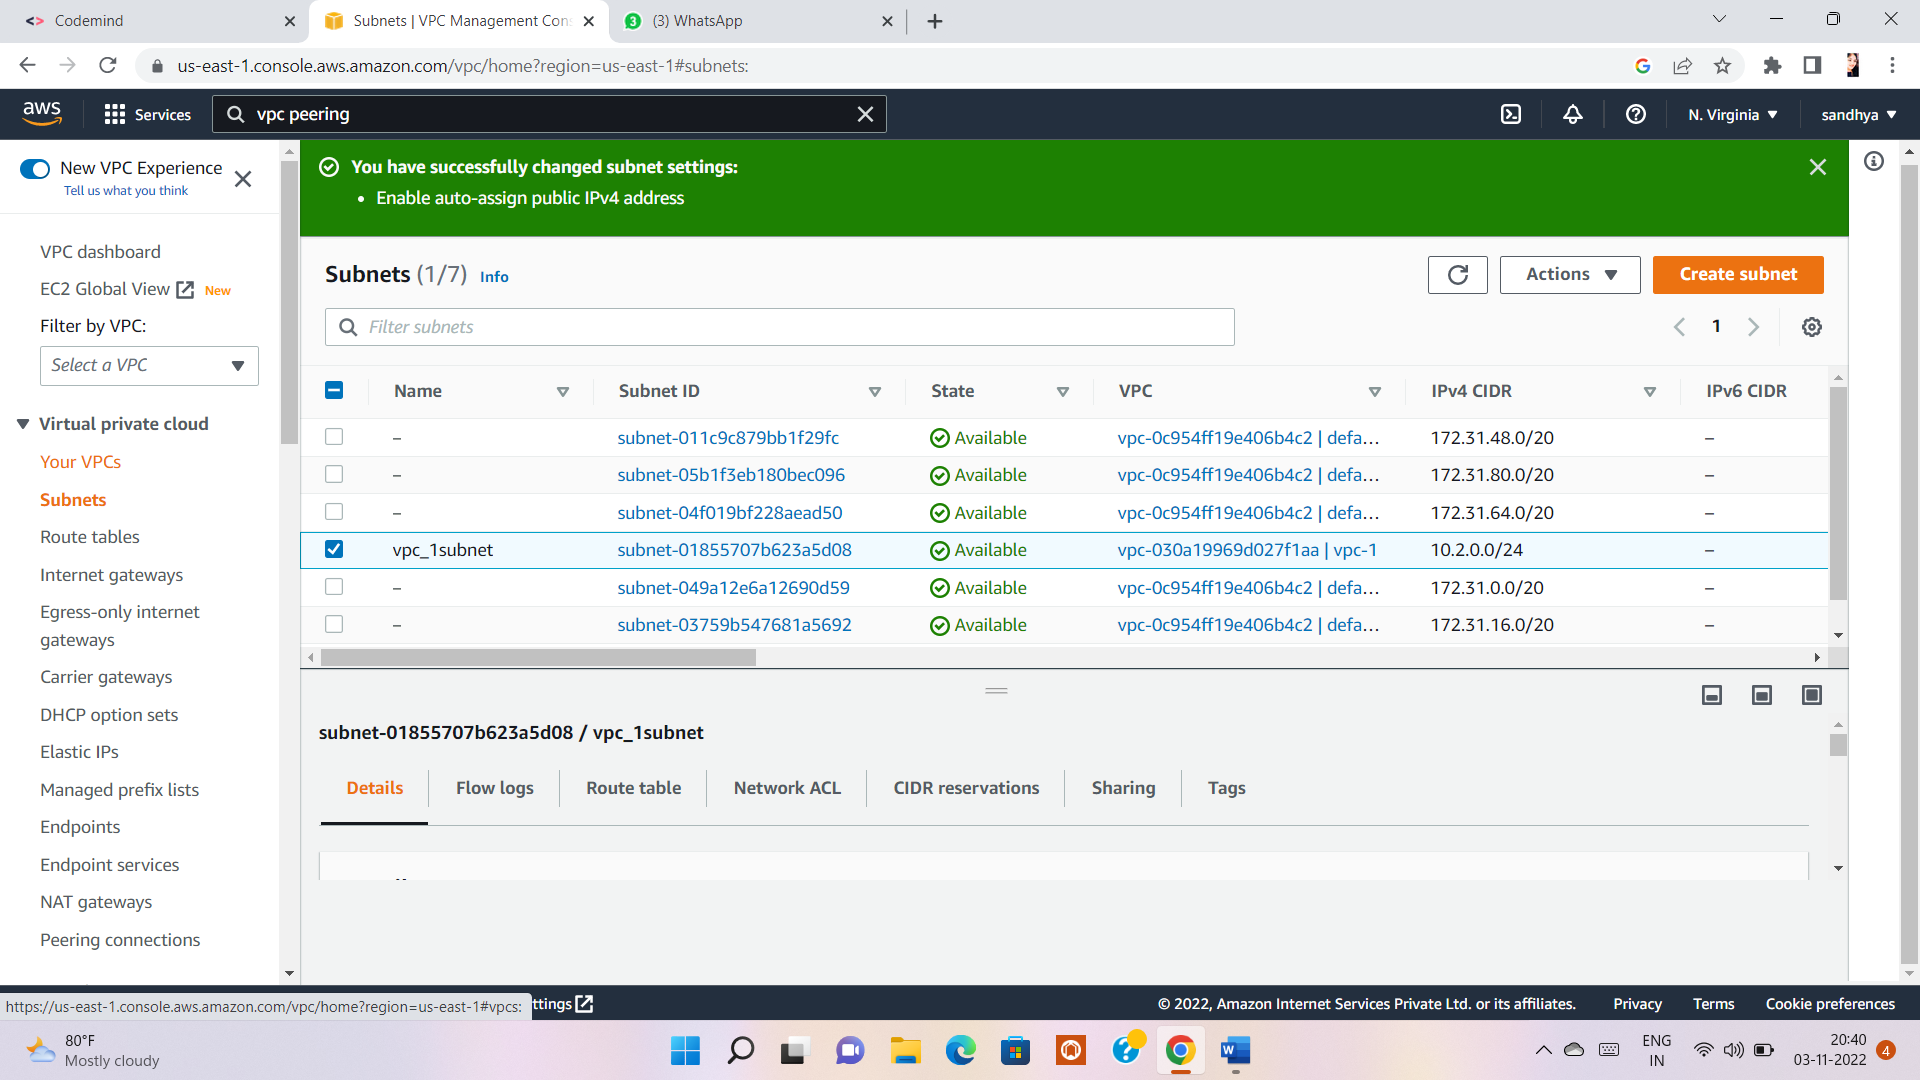 Codemind
Subnets | VPC Management Con
(3) WhatsApp
us-east-1.console.aws.amazon.com/vpc/home?region=us-east-1#subnets:
aws
Services
vpc peering
N. Virginia
sandhya
New VPC Experience
Tell us what you think
VPC dashboard
EC2 Global View New
Filter by VPC:
Select a VPC
Virtual private cloud
Your VPCs
Subnets
Route tables
Internet gateways
Egress-only internet
gateways
Carrier gateways
DHCP option sets
Elastic IPs
Managed prefix lists
Endpoints
Endpoint services
NAT gateways
Peering connections
You have successfully changed subnet settings:
• Enable auto-assign public IPv4 address
Subnets (1/7) Info
Actions
Create subnet
Filter subnets
1
Name Subnet ID State VPC IPv4 CIDR IPv6 CIDR
– subnet-011c9c879bb1f29fc Available vpc-0c954ff19e406b4c2 | defa... 172.31.48.0/20 –
– subnet-05b1f3eb180bec096 Available vpc-0c954ff19e406b4c2 | defa... 172.31.80.0/20 –
– subnet-04f019bf228aead50 Available vpc-0c954ff19e406b4c2 | defa... 172.31.64.0/20 –
vpc_1subnet subnet-01855707b623a5d08 Available vpc-030a19969d027f1aa | vpc-1 10.2.0.0/24 –
– subnet-049a12e6a12690d59 Available vpc-0c954ff19e406b4c2 | defa... 172.31.0.0/20 –
– subnet-03759b547681a5692 Available vpc-0c954ff19e406b4c2 | defa... 172.31.16.0/20 –
subnet-01855707b623a5d08 / vpc_1subnet
Details Flow logs Route table Network ACL CIDR reservations Sharing Tags
https://us-east-1.console.aws.amazon.com/vpc/home?region=us-east-1#vpcs:
ttings
© 2022, Amazon Internet Services Private Ltd. or its affiliates.
Privacy Terms Cookie preferences
80°F
Mostly cloudy
ENG
IN
20:40
03-11-2022
4